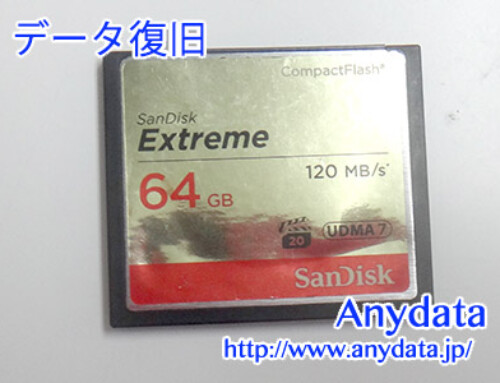 データ復旧
CompactFlash®
SanDisk
Extreme
120 MB/s*
64 GB
20
UDMA 7
SanDisk
Anydata
http://www.anydata.jp/